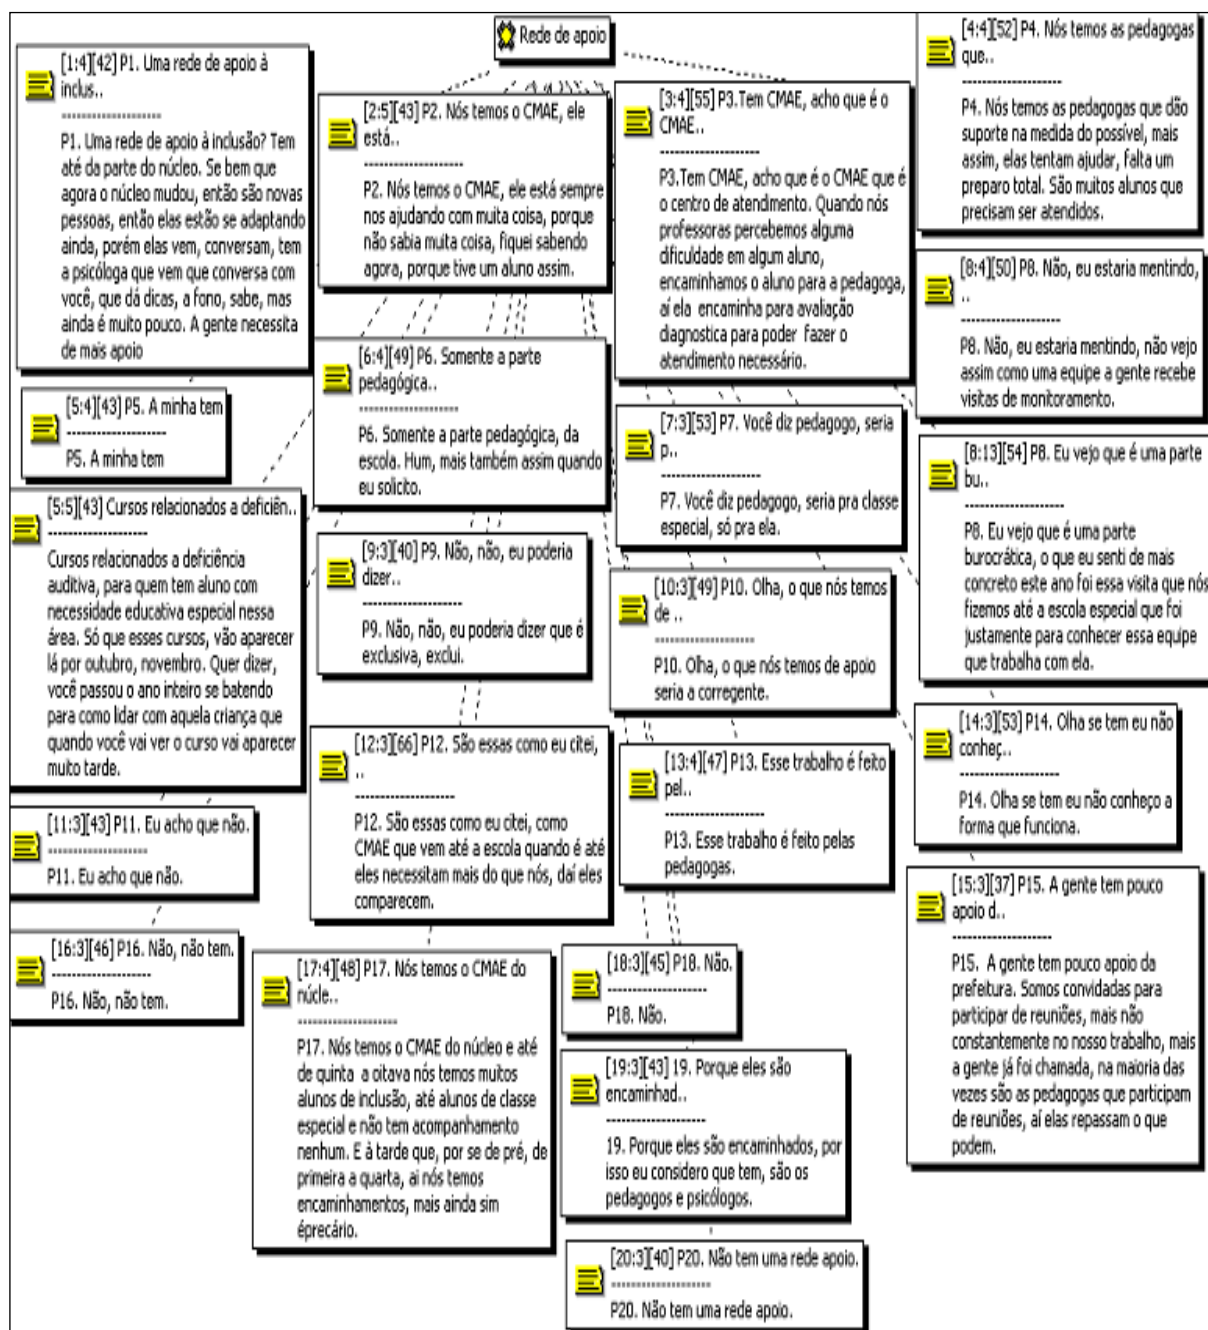 Rede de apoio
[1:4][42] P1. Uma rede de apoio à
inclus..
--------------------
P1. Uma rede de apoio à inclusão? Tem
até da parte do núcleo. Se bem que
agora o núcleo mudou, então são novas
pessoas, então elas estão se adaptando
ainda, porém elas vem, conversam, tem
a psicóloga que vem que conversa com
você, que dá dicas, a fono, sabe, mas
ainda é muito pouco. A gente necessita
de mais apoio
[2:5][43] P2. Nós temos o CMAE, ele
está..
--------------------
P2. Nós temos o CMAE, ele está sempre
nos ajudando com muita coisa, porque
não sabia muita coisa, fiquei sabendo
agora, porque tive um aluno assim.
[3:4][55] P3.Tem CMAE, acho que é o
CMAE..
--------------------
P3.Tem CMAE, acho que é o CMAE que é
o centro de atendimento. Quando nós
professoras percebemos alguma
dificuldade em algum aluno,
encaminhamos o aluno para a pedagoga,
aí ela encaminha para avaliação
diagnostica para poder fazer o
atendimento necessário.
[4:4][52] P4. Nós temos as pedagogas
que..
--------------------
P4. Nós temos as pedagogas que dão
suporte na medida do possível, mais
assim, elas tentam ajudar, falta um
preparo total. São muitos alunos que
precisam ser atendidos.
[5:4][43] P5. A minha tem
--------------------
P5. A minha tem
[6:4][49] P6. Somente a parte
pedagógica..
--------------------
P6. Somente a parte pedagógica, da
escola. Hum, mais também assim quando
eu solicito.
[7:3][53] P7. Você diz pedagogo, seria
p..
--------------------
P7. Você diz pedagogo, seria pra classe
especial, só pra ela.
[8:4][50] P8. Não, eu estaria mentindo,
..
--------------------
P8. Não, eu estaria mentindo, não vejo
assim como uma equipe a gente recebe
visitas de monitoramento.
[5:5][43] Cursos relacionados a deficiên..
--------------------
Cursos relacionados a deficiência
auditiva, para quem tem aluno com
necessidade educativa especial nessa
área. Só que esses cursos, vão aparecer
lá por outubro, novembro. Quer dizer,
você passou o ano inteiro se batendo
para como lidar com aquela criança que
quando você vai ver o curso vai aparecer
muito tarde.
[9:3][40] P9. Não, não, eu poderia
dizer..
--------------------
P9. Não, não, eu poderia dizer que é
exclusiva, exclui.
[10:3][49] P10. Olha, o que nós temos
de ..
--------------------
P10. Olha, o que nós temos de apoio
seria a corregente.
[8:13][54] P8. Eu vejo que é uma parte
bu..
--------------------
P8. Eu vejo que é uma parte
burocrática, o que eu senti de mais
concreto este ano foi essa visita que nós
fizemos até a escola especial que foi
justamente para conhecer essa equipe
que trabalha com ela.
[11:3][43] P11. Eu acho que não.
--------------------
P11. Eu acho que não.
[12:3][66] P12. São essas como eu citei,
..
--------------------
P12. São essas como eu citei, como
CMAE que vem até a escola quando é até
eles necessitam mais do que nós, daí eles
comparecem.
[13:4][47] P13. Esse trabalho é feito
pel..
--------------------
P13. Esse trabalho é feito pelas
pedagogas.
[14:3][53] P14. Olha se tem eu não
conheç..
--------------------
P14. Olha se tem eu não conheço a
forma que funciona.
[16:3][46] P16. Não, não tem.
--------------------
P16. Não, não tem.
[17:4][48] P17. Nós temos o CMAE do
núcle..
--------------------
P17. Nós temos o CMAE do núcleo e até
de quinta a oitava nós temos muitos
alunos de inclusão, até alunos de classe
especial e não tem acompanhamento
nenhum. E à tarde que, por se de pré, de
primeira a quarta, ai nós temos
encaminhamentos, mais ainda sim
éprecário.
[18:3][45] P18. Não.
--------------------
P18. Não.
[15:3][37] P15. A gente tem pouco
apoio d..
--------------------
P15. A gente tem pouco apoio da
prefeitura. Somos convidadas para
participar de reuniões, mais não
constantemente no nosso trabalho, mais
a gente já foi chamada, na maioria das
vezes são as pedagogas que participam
de reuniões, aí elas repassam o que
podem.
[19:3][43] 19. Porque eles são
encaminhad..
--------------------
19. Porque eles são encaminhados, por
isso eu considero que tem, são os
pedagogos e psicólogos.
[20:3][40] P20. Não tem uma rede apoio.
--------------------
P20. Não tem uma rede apoio.